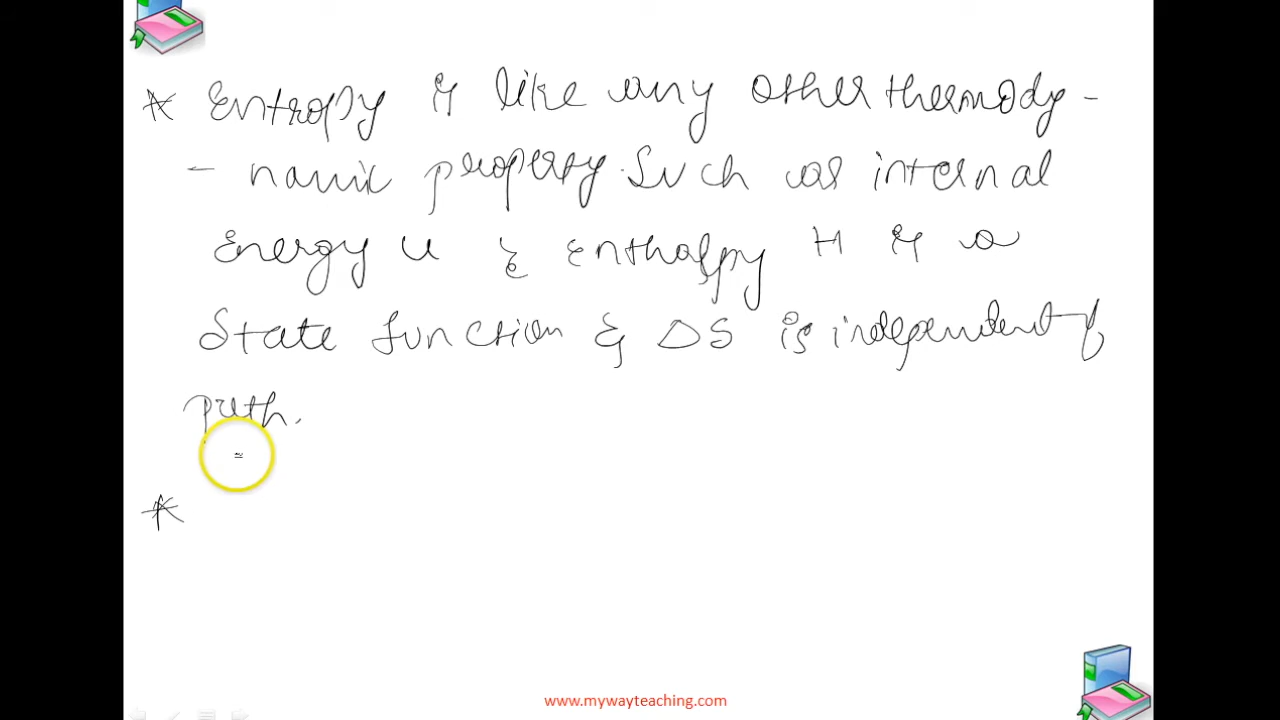 * Entropy is like any other thermody-
- namic property. Such as internal
Energy U & Enthalpy H is a
State function & ΔS is independent of
path.
*
www.mywayteaching.com